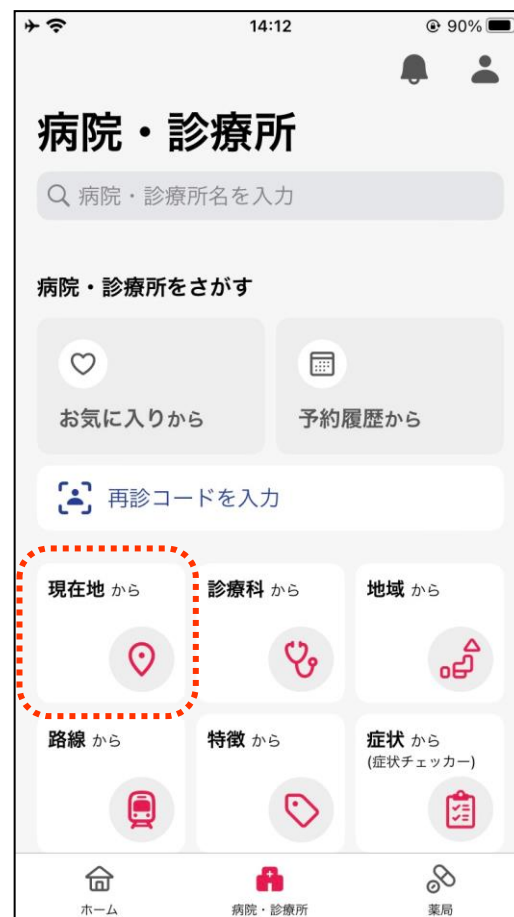 14:12
90%
病院・診療所
病院・診療所名を入力
病院・診療所をさがす
お気に入りから
予約履歴から
再診コードを入力
現在地 から
診療科 から
地域 から
路線 から
特徴 から
症状 から
(症状チェッカー)
ホーム
病院・診療所
薬局